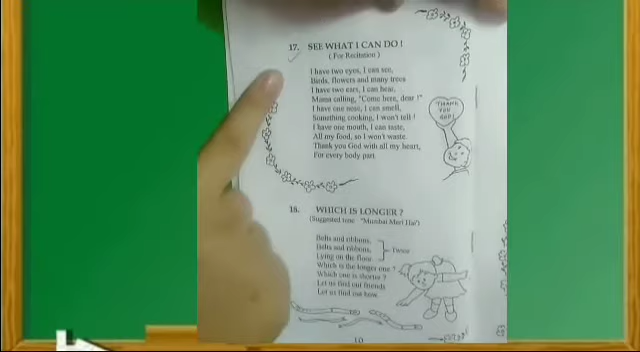 17. SEE WHAT I CAN DO !
( For Recitation )
I have two eyes, I can see,
Birds, flowers and many trees
I have two ears, I can hear,
Mama calling, "Come here, dear !"
I have one nose, I can smell,
Something cooking, I won't tell !
I have one mouth, I can taste,
All my food, so I won't waste.
Thank you God with all my heart,
For every body part.
THANK
YOU
GOD!
18. WHICH IS LONGER ?
(Suggested tune "Mumbai Meri Hai")
Belts and ribbons,
Belts and ribbons,
Lying on the floor.
Twice
Which is the longer one ?
Which one is shorter ?
Let us find out friends
Let us find out now.
10